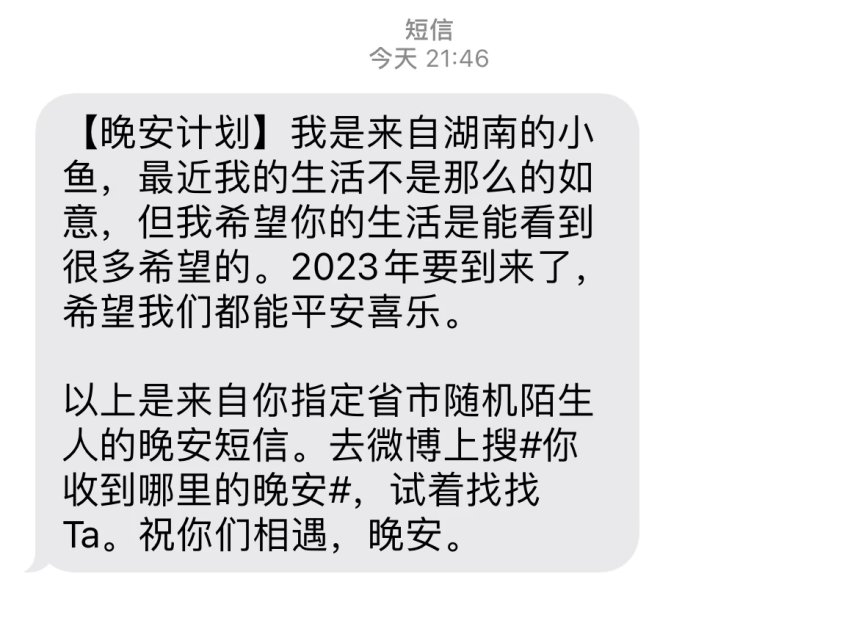 短信
今天 21:46
【晚安计划】我是来自湖南的小
鱼，最近我的生活不是那么的如
意，但我希望你的生活是能看到
很多希望的。2023年要到来了，
希望我们都能平安喜乐。
以上是来自你指定省市随机陌生
人的晚安短信。去微博上搜#你
收到哪里的晚安#，试着找找
Ta。祝你们相遇，晚安。